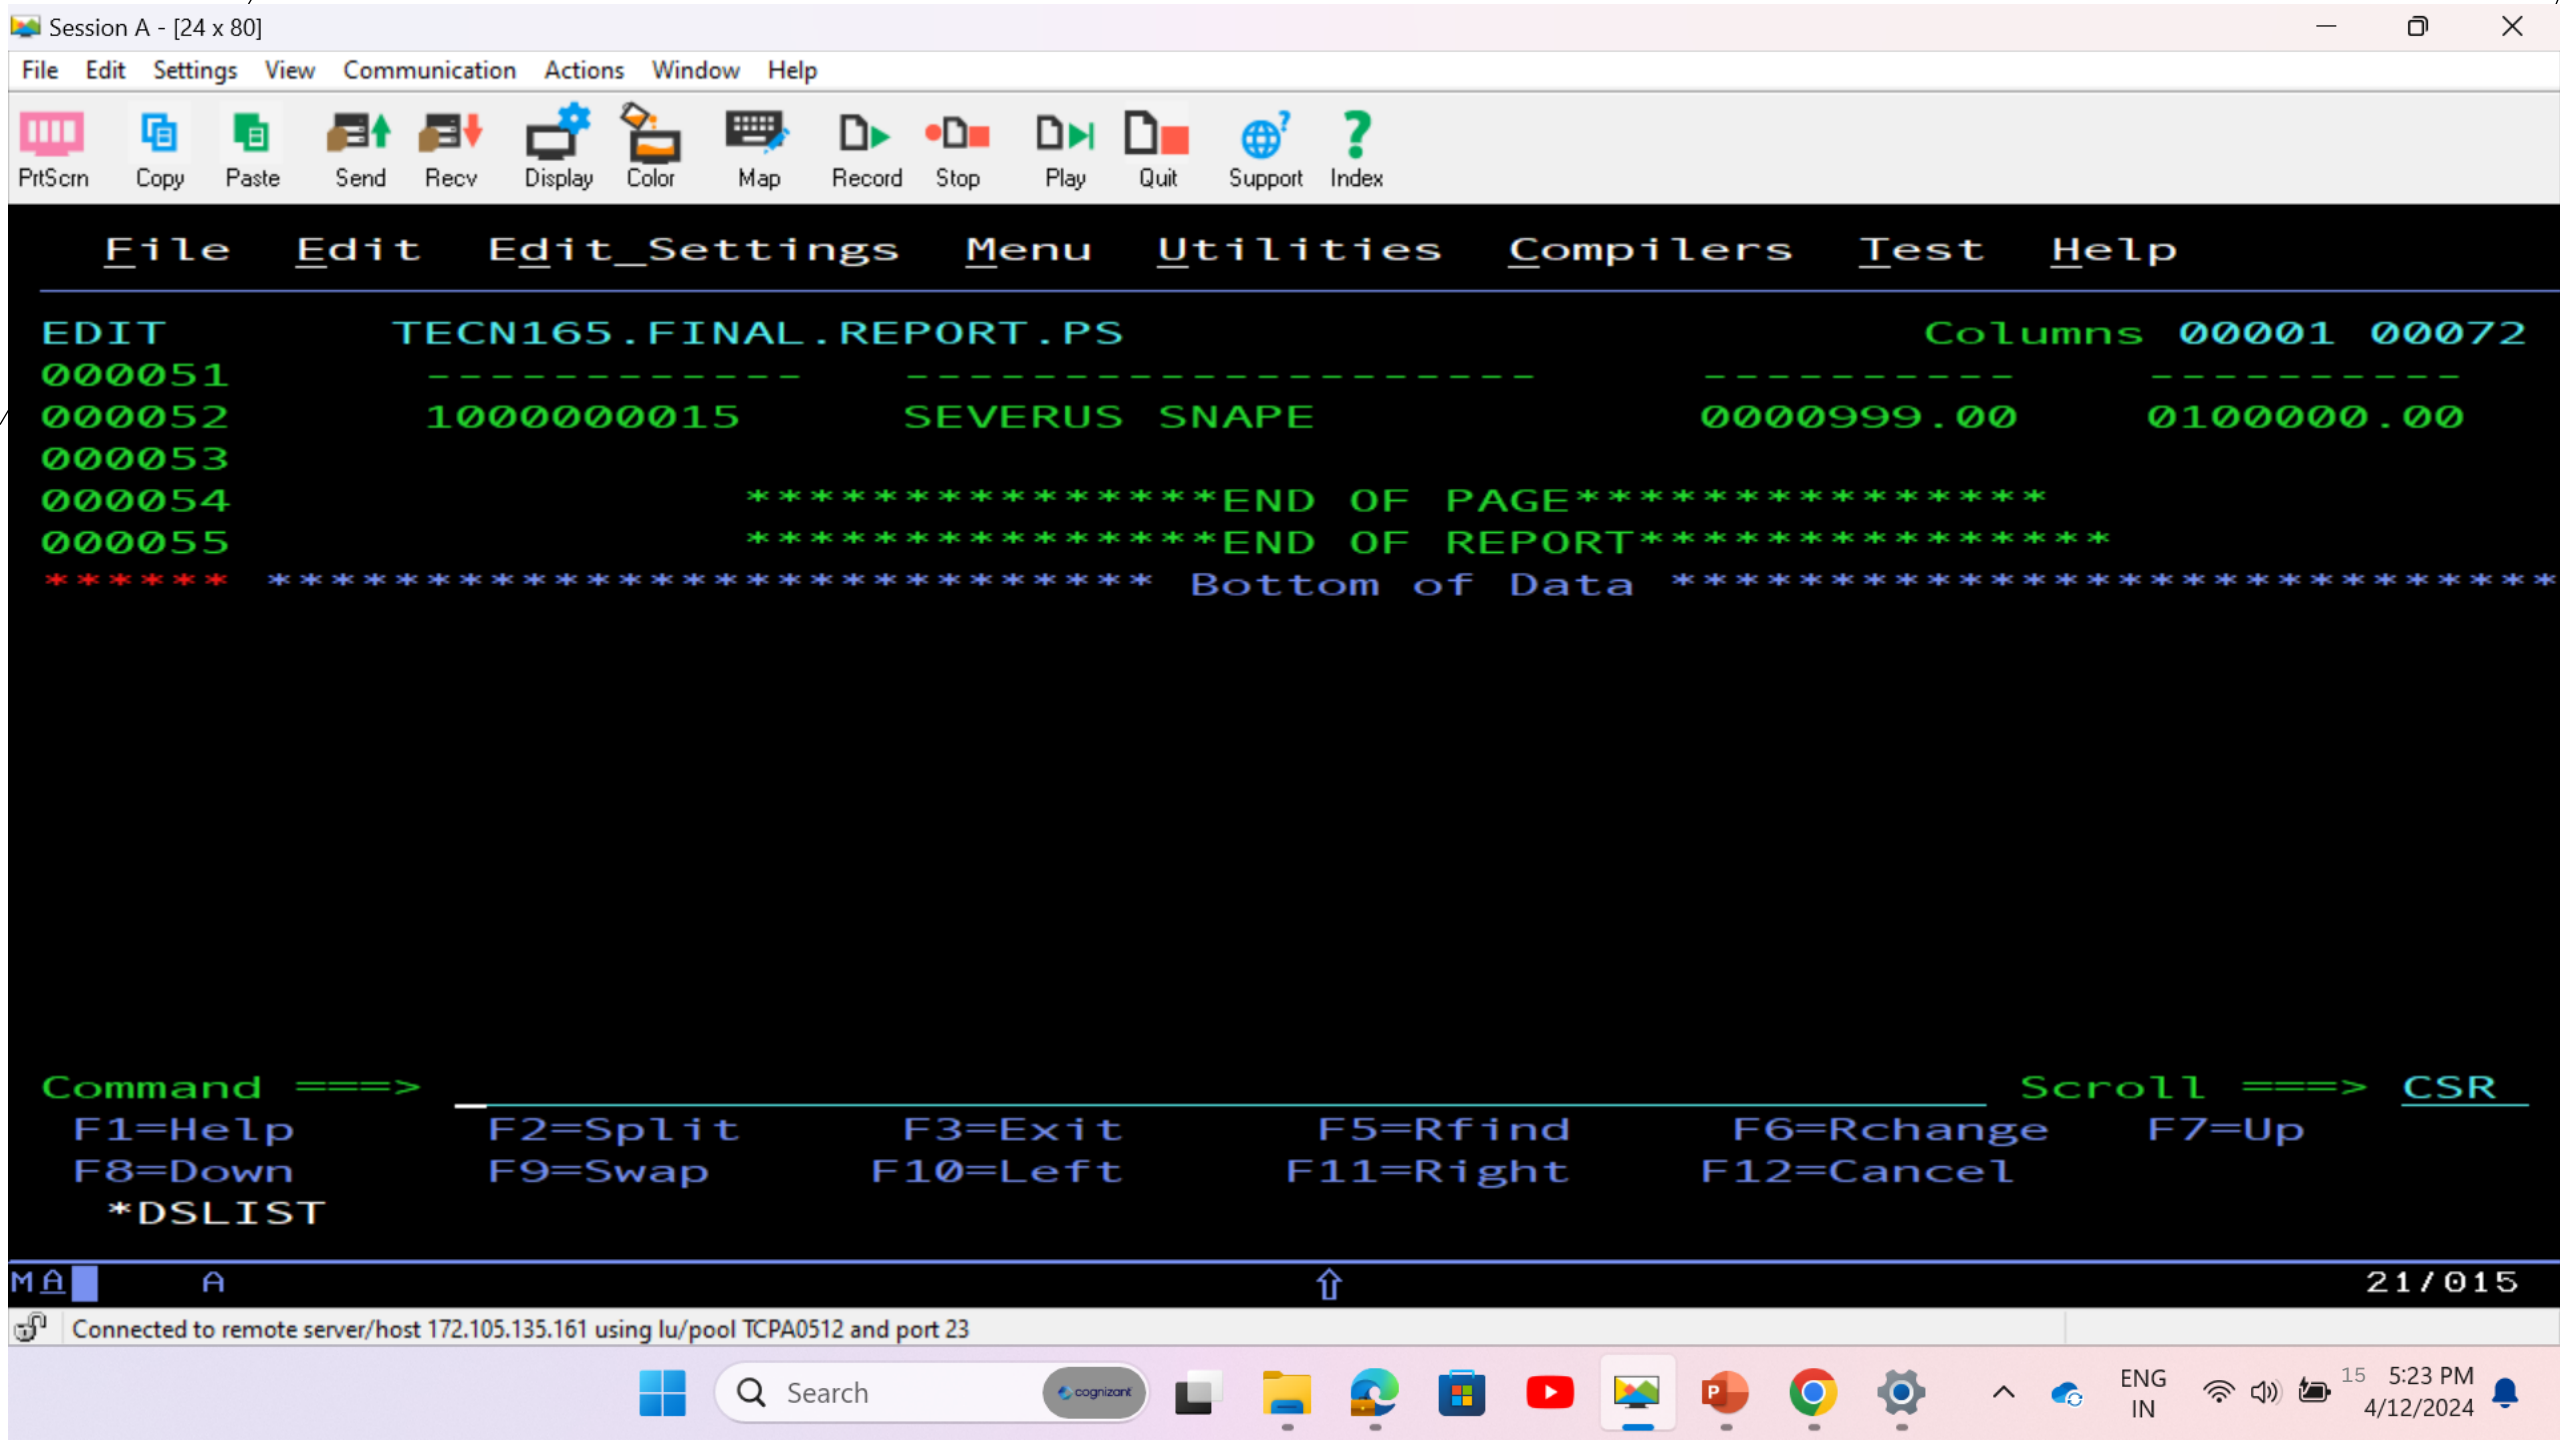 Session A - [24 x 80]
File Edit Settings View Communication Actions Window Help
PrtScrn Copy Paste Send Recv Display Color Map Record Stop Play Quit Support Index
File Edit Edit_Settings Menu Utilities Compilers Test Help
EDIT TECN165.FINAL.REPORT.PS Columns 00001 00072
000051 ------------ -------------------- ---------- ----------
000052 1000000015 SEVERUS SNAPE 0000999.00 0100000.00
000053
000054 ***************END OF PAGE***************
000055 ***************END OF REPORT***************
****** **************************** Bottom of Data ****************************
Command ===> Scroll ===> CSR
F1=Help F2=Split F3=Exit F5=Rfind F6=Rchange F7=Up
F8=Down F9=Swap F10=Left F11=Right F12=Cancel
*DSLIST
MA A 21/015
Connected to remote server/host 172.105.135.161 using lu/pool TCPA0512 and port 23
Search cognizant ENG 15 5:23 PM
IN 4/12/2024